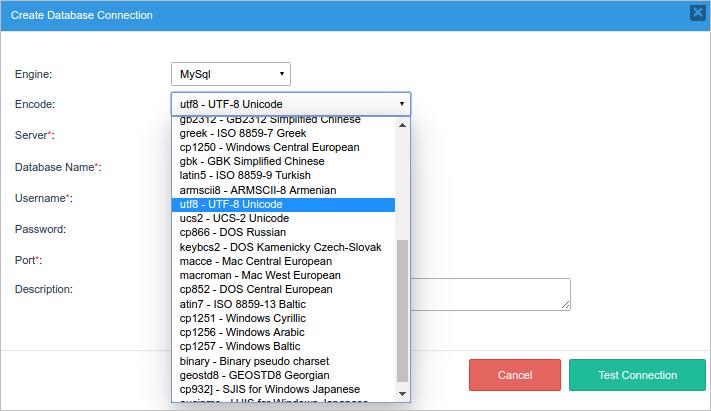 Create Database Connection
Engine:
MySql
Encode:
utf8 - UTF-8 Unicode
gb2312 - GB2312 Simplified Chinese
greek - ISO 8859-7 Greek
Server*:
cp1250 - Windows Central European
gbk - GBK Simplified Chinese
Database Name*:
latin5 - ISO 8859-9 Turkish
armscii8 - ARMSCII-8 Armenian
Username*:
utf8 - UTF-8 Unicode
ucs2 - UCS-2 Unicode
Password:
cp866 - DOS Russian
keybcs2 - DOS Kamenicky Czech-Slovak
Port*:
macce - Mac Central European
macroman - Mac West European
Description:
cp852 - DOS Central European
atin7 - ISO 8859-13 Baltic
cp1251 - Windows Cyrillic
cp1256 - Windows Arabic
cp1257 - Windows Baltic
binary - Binary pseudo charset
geostd8 - GEOSTD8 Georgian
cp932] - SJIS for Windows Japanese
for Windows Japanese
Cancel
Test Connection